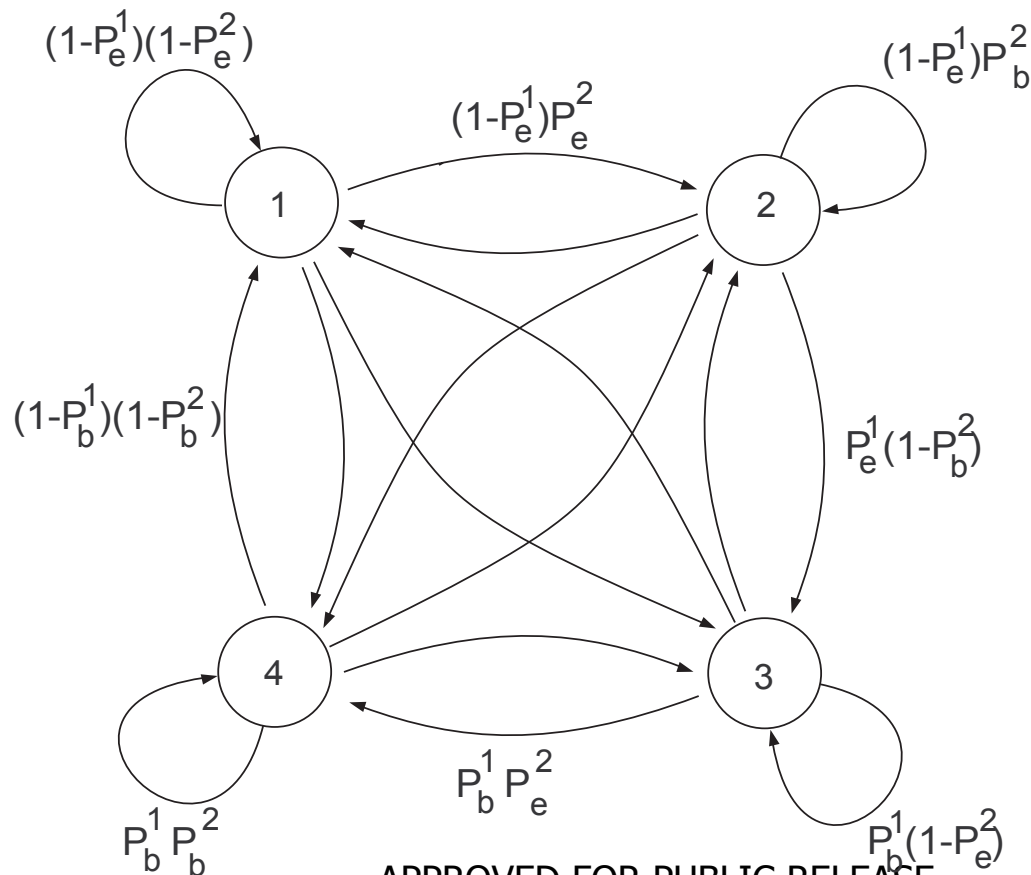 (1-P_e^1)(1-P_e^2)
(1-P_e^1)P_b^2
(1-P_e^1)P_e^2
1
2
(1-P_b^1)(1-P_b^2)
P_e^1(1-P_b^2)
4
3
P_b^1 P_e^2
P_b^1 P_b^2
P_b^1(1-P_e^2)
APPROVED FOR PUBLIC RELEASE